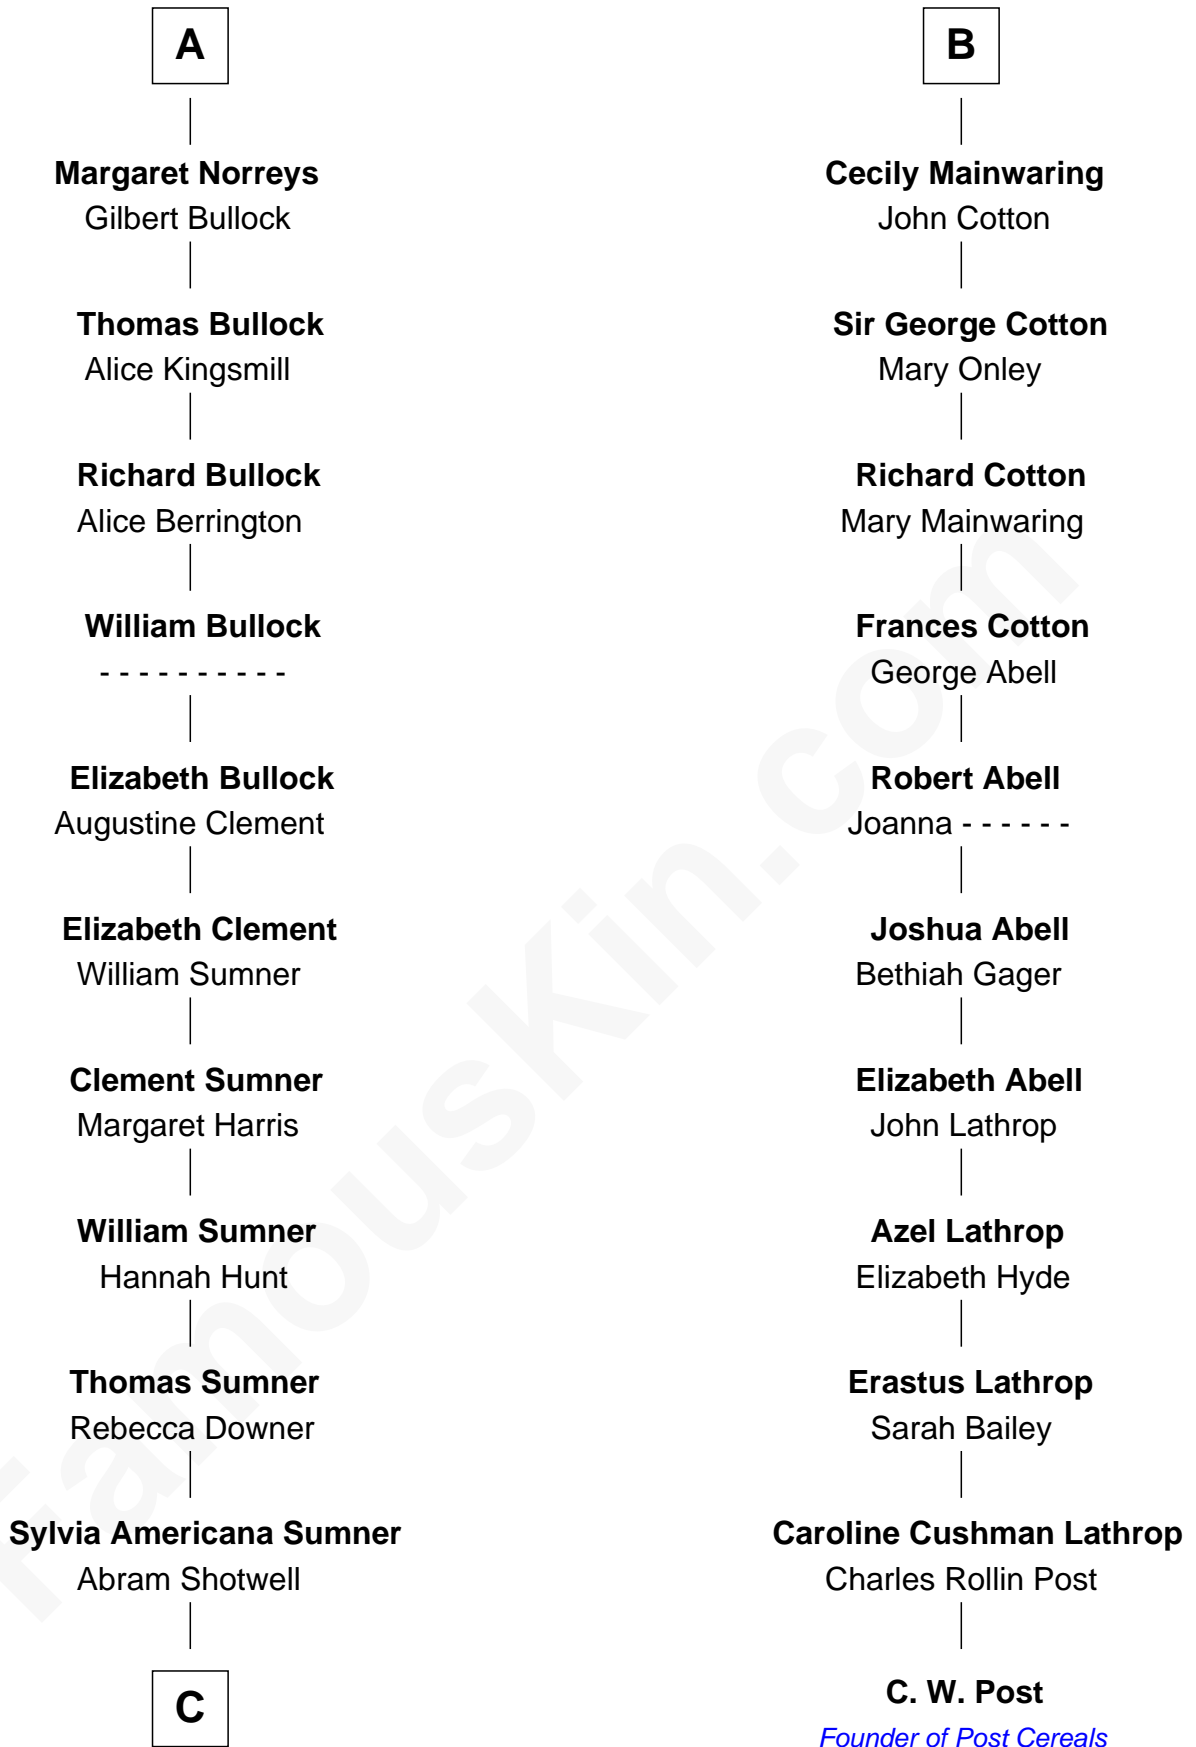 A
Margaret Norreys
Gilbert Bullock
Thomas Bullock
Alice Kingsmill
Richard Bullock
Alice Berrington
William Bullock
- - - - - - - - - -
Elizabeth Bullock
Augustine Clement
Elizabeth Clement
William Sumner
Clement Sumner
Margaret Harris
William Sumner
Hannah Hunt
Thomas Sumner
Rebecca Downer
Sylvia Americana Sumner
Abram Shotwell
C
B
Cecily Mainwaring
John Cotton
Sir George Cotton
Mary Onley
Richard Cotton
Mary Mainwaring
Frances Cotton
George Abell
Robert Abell
Joanna - - - - - -
Joshua Abell
Bethiah Gager
Elizabeth Abell
John Lathrop
Azel Lathrop
Elizabeth Hyde
Erastus Lathrop
Sarah Bailey
Caroline Cushman Lathrop
Charles Rollin Post
C. W. Post
Founder of Post Cereals
FamousKin.com